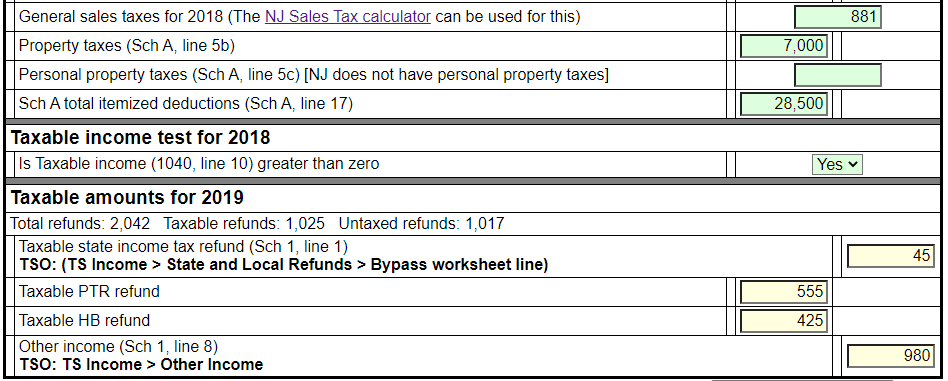 General sales taxes for 2018 (The NJ Sales Tax calculator can be used for this) 881
Property taxes (Sch A, line 5b) 7,000
Personal property taxes (Sch A, line 5c) [NJ does not have personal property taxes]
Sch A total itemized deductions (Sch A, line 17) 28,500
Taxable income test for 2018
Is Taxable income (1040, line 10) greater than zero Yes
Taxable amounts for 2019
Total refunds: 2,042 Taxable refunds: 1,025 Untaxed refunds: 1,017
Taxable state income tax refund (Sch 1, line 1) 45
TSO: (TS Income > State and Local Refunds > Bypass worksheet line)
Taxable PTR refund 555
Taxable HB refund 425
Other income (Sch 1, line 8) 980
TSO: TS Income > Other Income